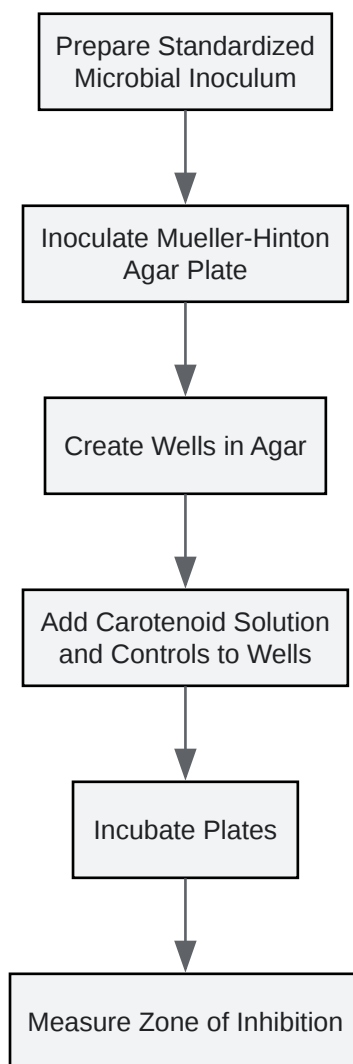 Prepare Standardized
Microbial Inoculum
Inoculate Mueller-Hinton
Agar Plate
Create Wells in Agar
Add Carotenoid Solution
and Controls to Wells
Incubate Plates
Measure Zone of Inhibition